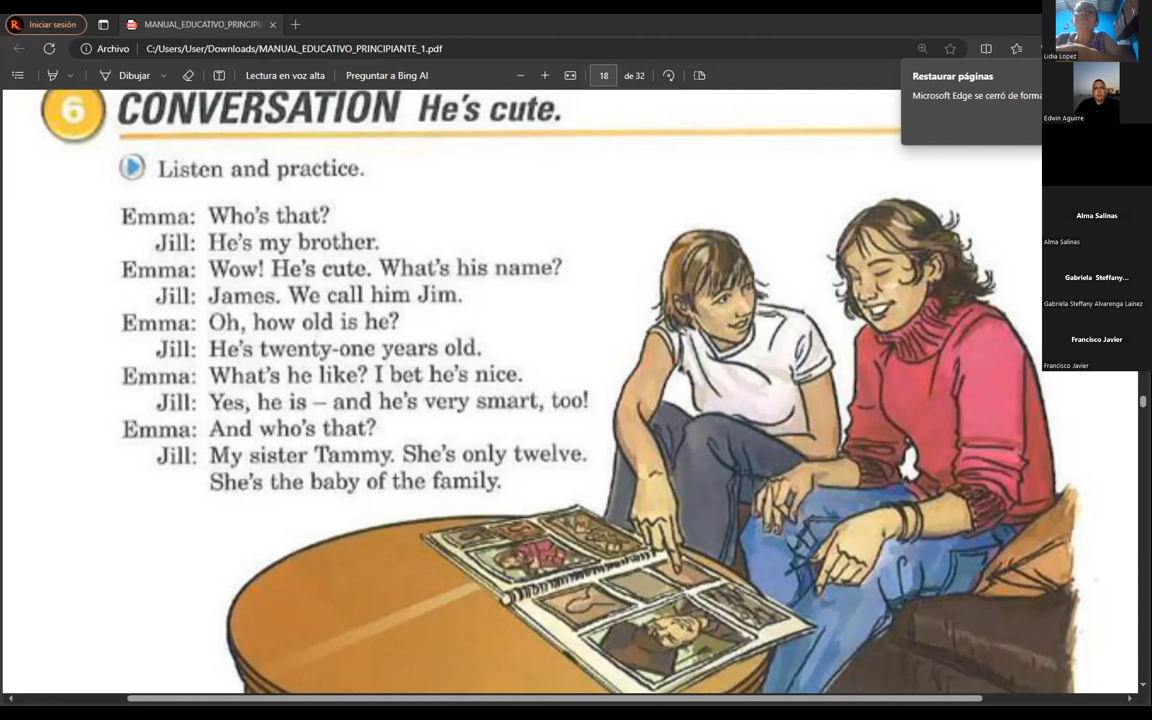 Iniciar sesión
MANUAL_EDUCATIVO_PRINCIPI
Archivo
C:/Users/User/Downloads/MANUAL_EDUCATIVO_PRINCIPIANTE_1.pdf
Dibujar
Lectura en voz alta
Preguntar a Bing AI
18 de 32
Restaurar páginas
Microsoft Edge se cerró de forma
Lidia Lopez
Edwin Aguirre
Alma Salinas
Alma Salinas
Gabriela Steffany...
Gabriela Steffany Alvarenga Lainez
Francisco Javier
Francisco Javier
6 CONVERSATION He's cute.
Listen and practice.
Emma: Who's that?
Jill: He's my brother.
Emma: Wow! He's cute. What's his name?
Jill: James. We call him Jim.
Emma: Oh, how old is he?
Jill: He's twenty-one years old.
Emma: What's he like? I bet he's nice.
Jill: Yes, he is – and he's very smart, too!
Emma: And who's that?
Jill: My sister Tammy. She's only twelve.
She's the baby of the family.